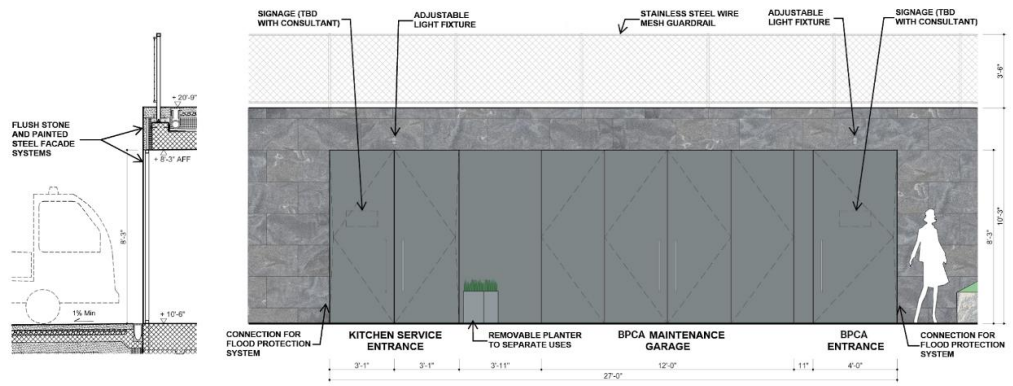 SIGNAGE (TBD
WITH CONSULTANT)
ADJUSTABLE
LIGHT FIXTURE
STAINLESS STEEL WIRE
MESH GUARDRAIL
ADJUSTABLE
LIGHT FIXTURE
SIGNAGE (TBD
WITH CONSULTANT)
3'-6"
+ 20'-9"
FLUSH STONE
AND PAINTED
STEEL FACADE
SYSTEMS
+ 8'-3" AFF
8'-3"
8'-3"
10'-3"
1% Min
+ 10'-6"
CONNECTION FOR
FLOOD PROTECTION
SYSTEM
KITCHEN SERVICE
ENTRANCE
REMOVABLE PLANTER
TO SEPARATE USES
BPCA MAINTENANCE
GARAGE
BPCA
ENTRANCE
CONNECTION FOR
FLOOD PROTECTION
SYSTEM
3'-1"
3'-1"
3'-11"
12'-0"
11"
4'-0"
27'-0"